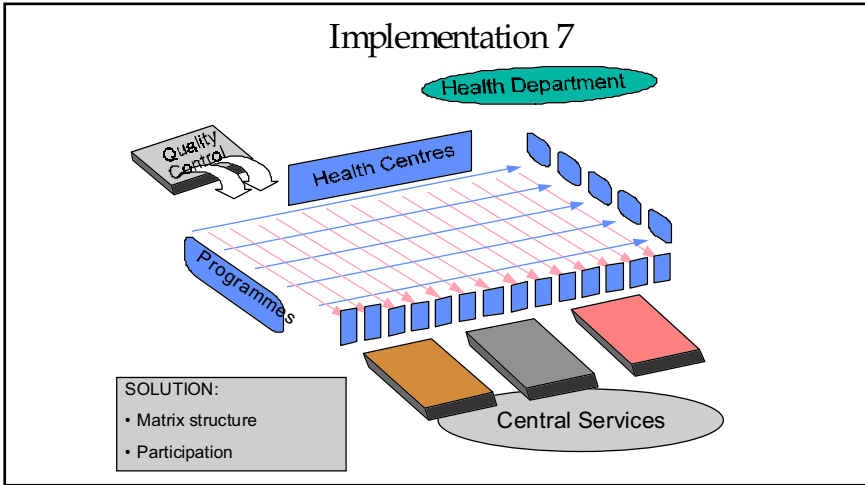 Implementation 7
Health Department
Quality
Control
Health Centres
Programmes
SOLUTION:
• Matrix structure
• Participation
Central Services